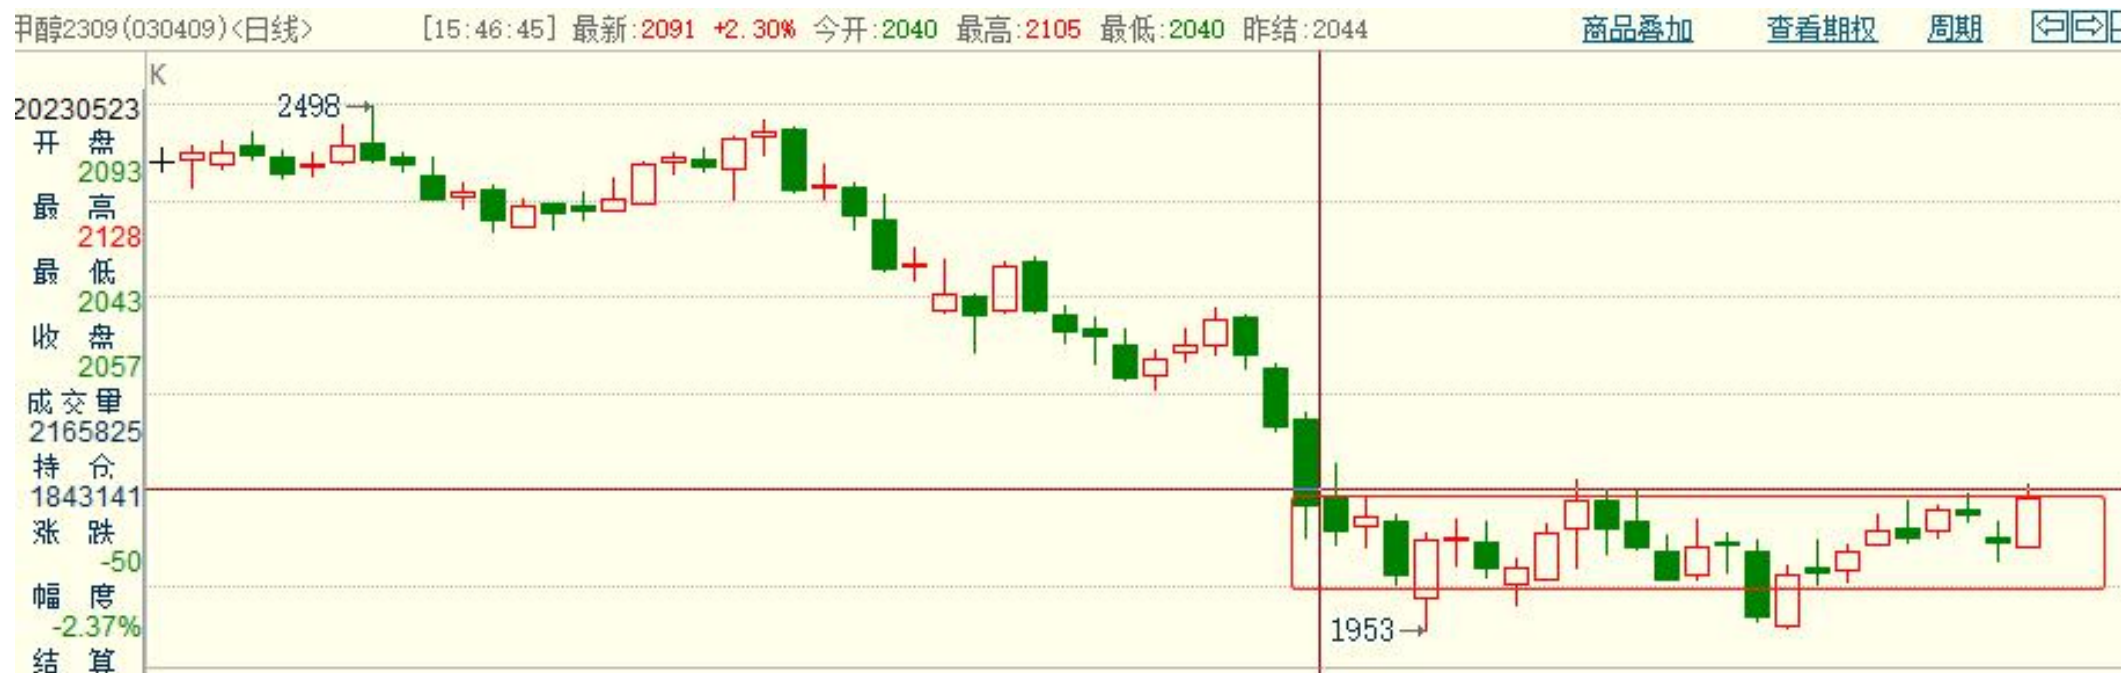 甲醇2309(030409)<日线> [15:46:45] 最新:2091 +2.30% 今开:2040 最高:2105 最低:2040 昨结:2044 商品叠加 查看期权 周期
K
20230523
开 盘
2093
最 高
2128
最 低
2043
收 盘
2057
成交量
2165825
持 仓
1843141
涨 跌
-50
幅 度
-2.37%
结 算
2498
1953